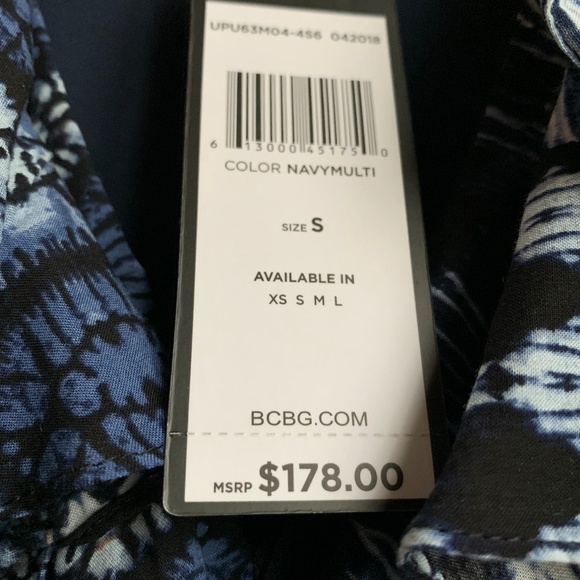 UPU63M04-4S6 042018
6 13000 45175 0
COLOR NAVYMULTI
SIZE S
AVAILABLE IN
XS S M L
BCBG.COM
MSRP $178.00